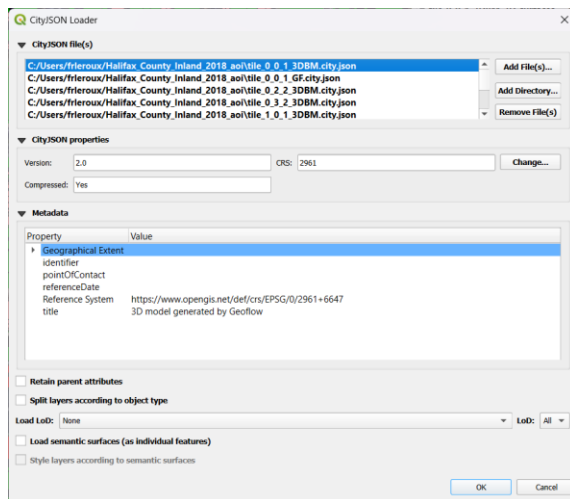 CityJSON Loader
CityJSON file(s)
C:/Users/frleroux/Halifax_County_Inland_2018_aoi\tile_0_0_1_3DBM.city.json
C:/Users/frleroux/Halifax_County_Inland_2018_aoi\tile_0_0_1_GF.city.json
C:/Users/frleroux/Halifax_County_Inland_2018_aoi\tile_0_2_2_3DBM.city.json
C:/Users/frleroux/Halifax_County_Inland_2018_aoi\tile_0_3_2_3DBM.city.json
C:/Users/frleroux/Halifax_County_Inland_2018_aoi\tile_1_0_1_3DBM.city.json
Add File(s)...
Add Directory...
Remove File(s)
CityJSON properties
Version: 2.0 CRS: 2961 Change...
Compressed: Yes
Metadata
Property Value
Geographical Extent
identifier
pointOfContact
referenceDate
Reference System https://www.opengis.net/def/crs/EPSG/0/2961+6647
title 3D model generated by Geoflow
Retain parent attributes
Split layers according to object type
Load LoD: None LoD: All
Load semantic surfaces (as individual features)
Style layers according to semantic surfaces
OK Cancel